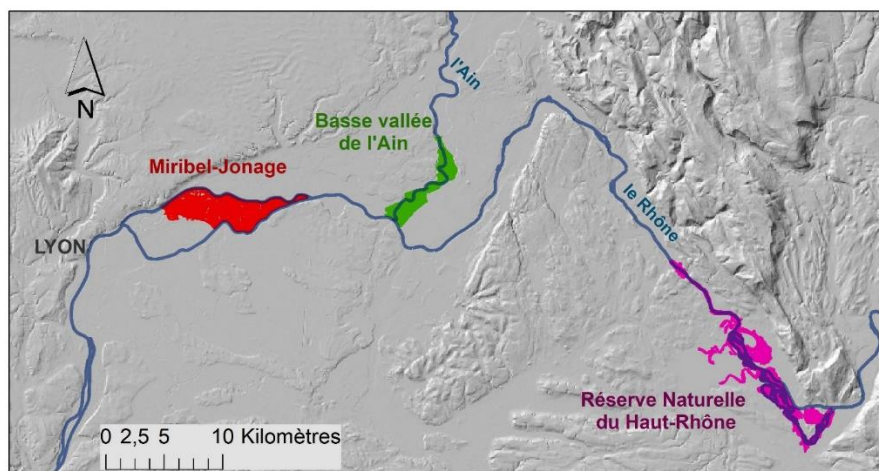 l'Ain
Basse vallée
de l'Ain
N
Miribel-Jonage
le Rhône
LYON
Réserve Naturelle
du Haut-Rhône
0 2,5 5 10 Kilomètres